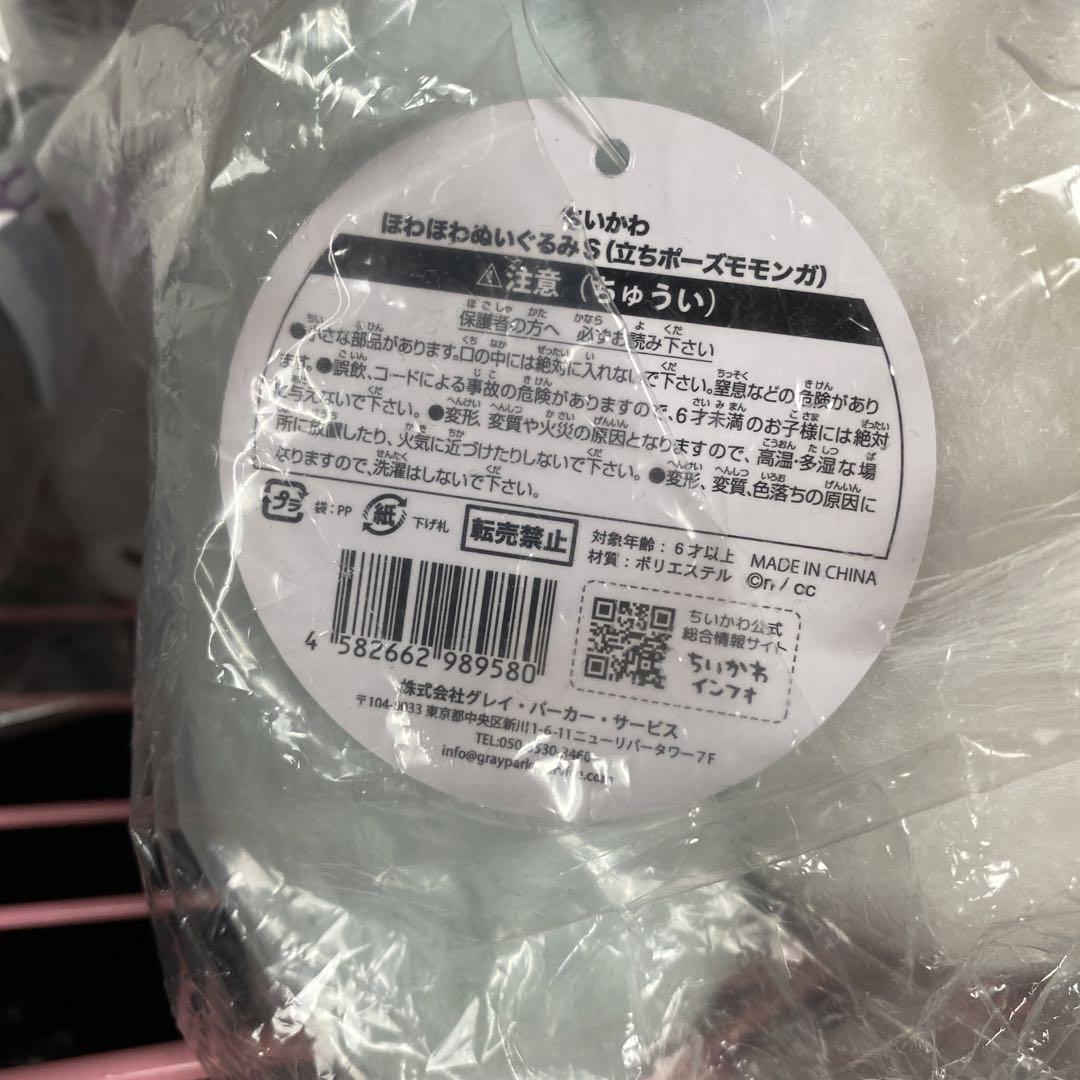 ちいかわ
ほわほわぬいぐるみS(立ちポーズモモンガ)
⚠注意(ちゅうい)
保護者の方へ 必ずお読み下さい
●小さな部品があります。口の中には絶対に入れないで下さい。窒息などの危険があり
ます。●誤飲、コードによる事故の危険がありますので、6才未満のお子様には絶対
に与えないで下さい。●変形、変質や火災の原因となりますので、高温・多湿な場
所に放置したり、火気に近づけたりしないで下さい。●変形、変質、色落ちの原因に
なりますので、洗濯はしないで下さい。
プラ 袋:PP 紙 下げ札 転売禁止
対象年齢:6才以上
材質:ポリエステル
MADE IN CHINA
©n / cc
4 582662 989580
ちいかわ公式
総合情報サイト
ちいかわ
インフォ
株式会社グレイ・パーカー・サービス
〒104-0033 東京都中央区新川1-6-11ニューリバータワー7F
TEL:050-5530-3460